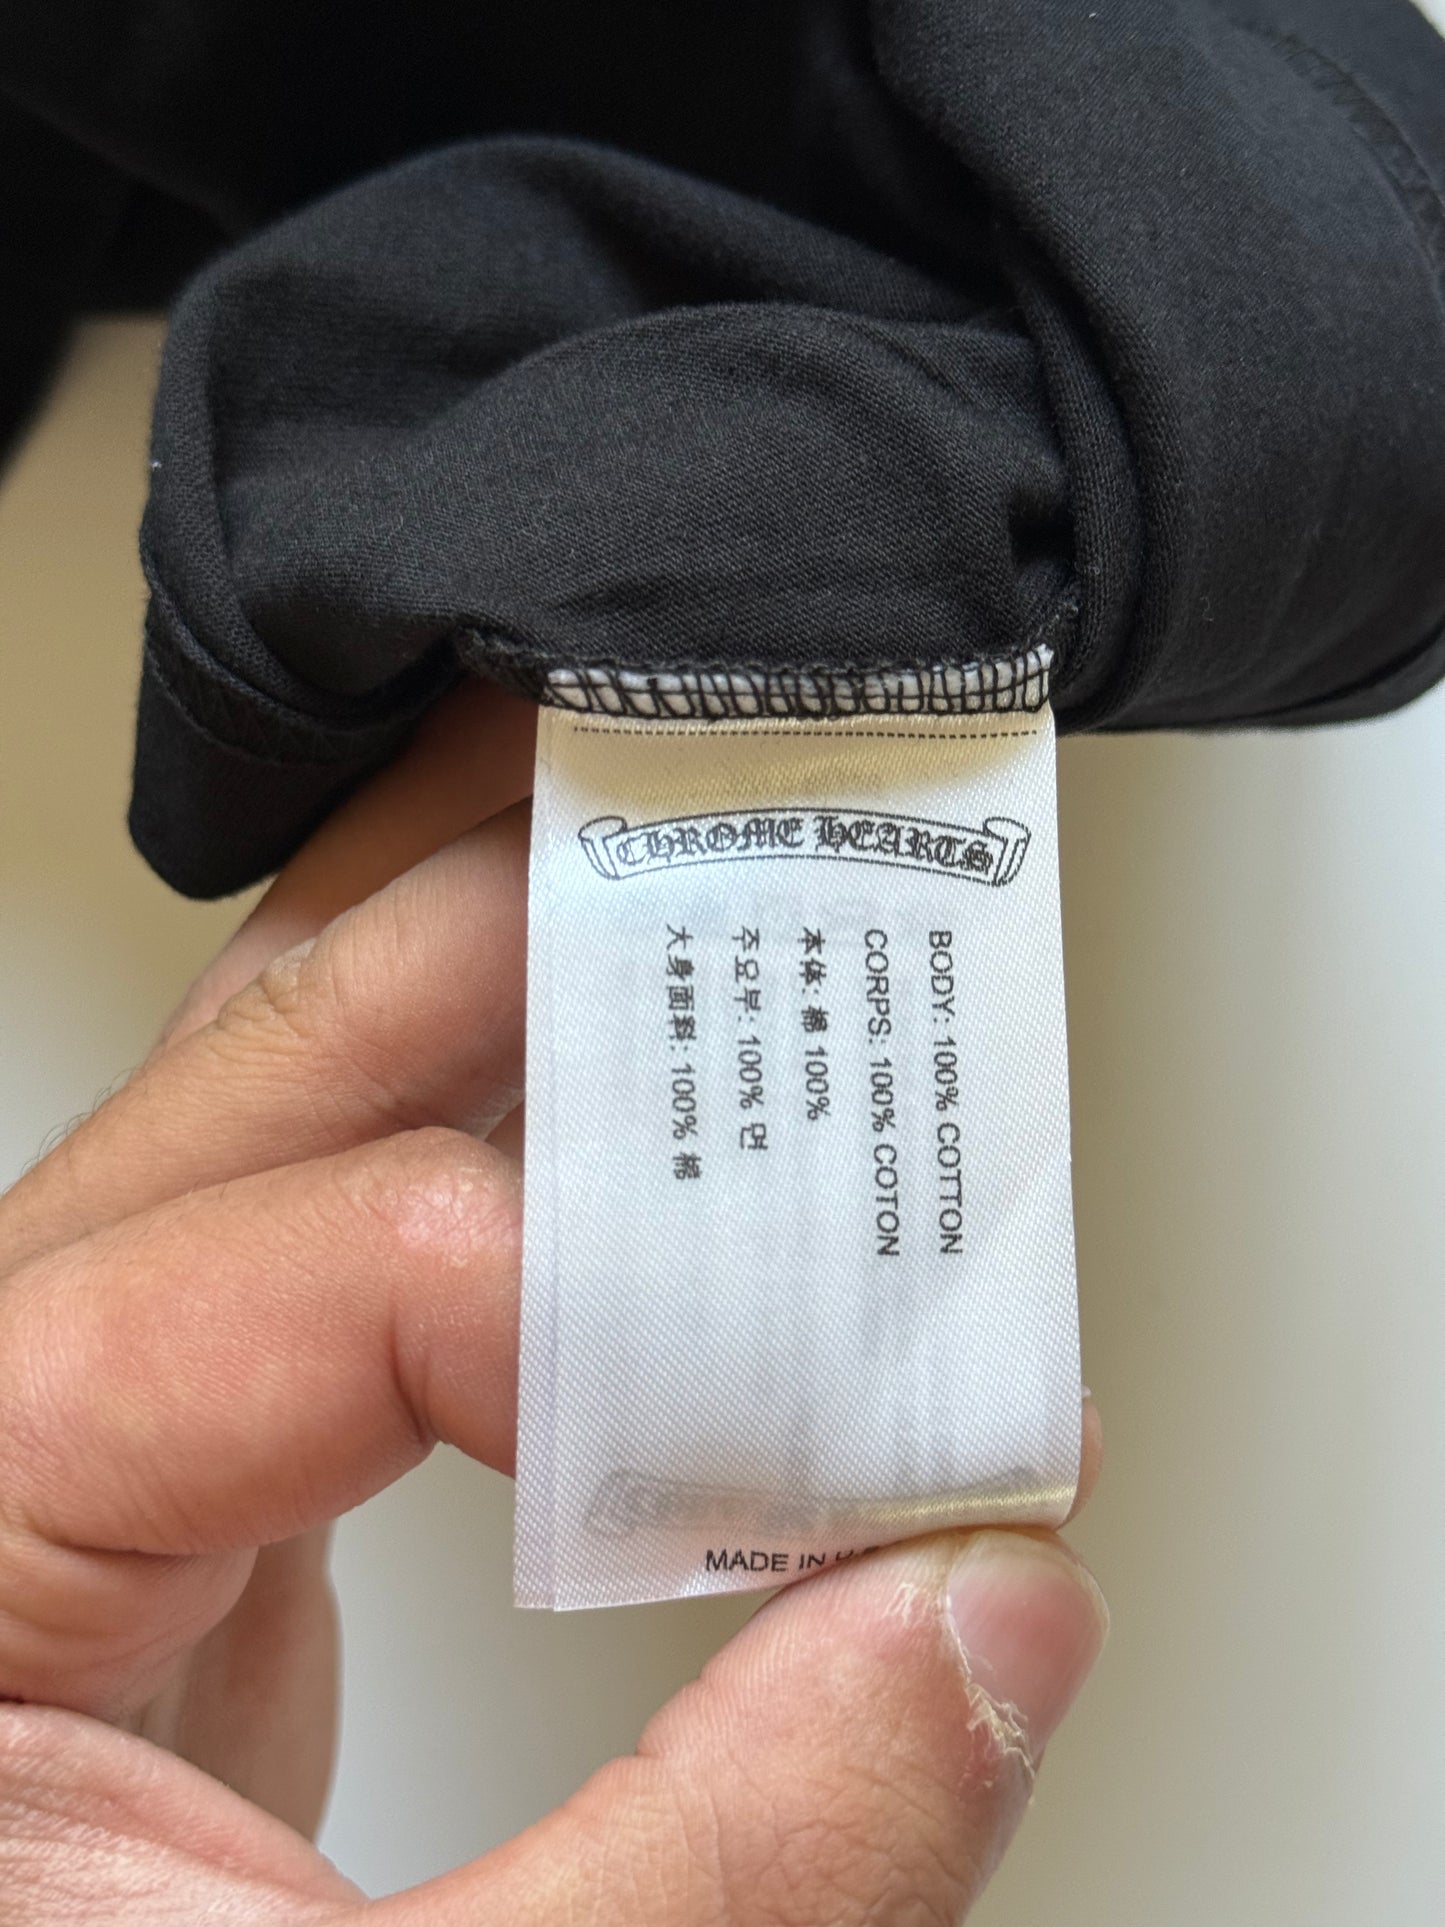 CHROME HEARTS
BODY: 100% COTTON
CORPS: 100% COTON
本体: 棉 100%
주요부: 100% 면
大身面料: 100% 棉
MADE IN